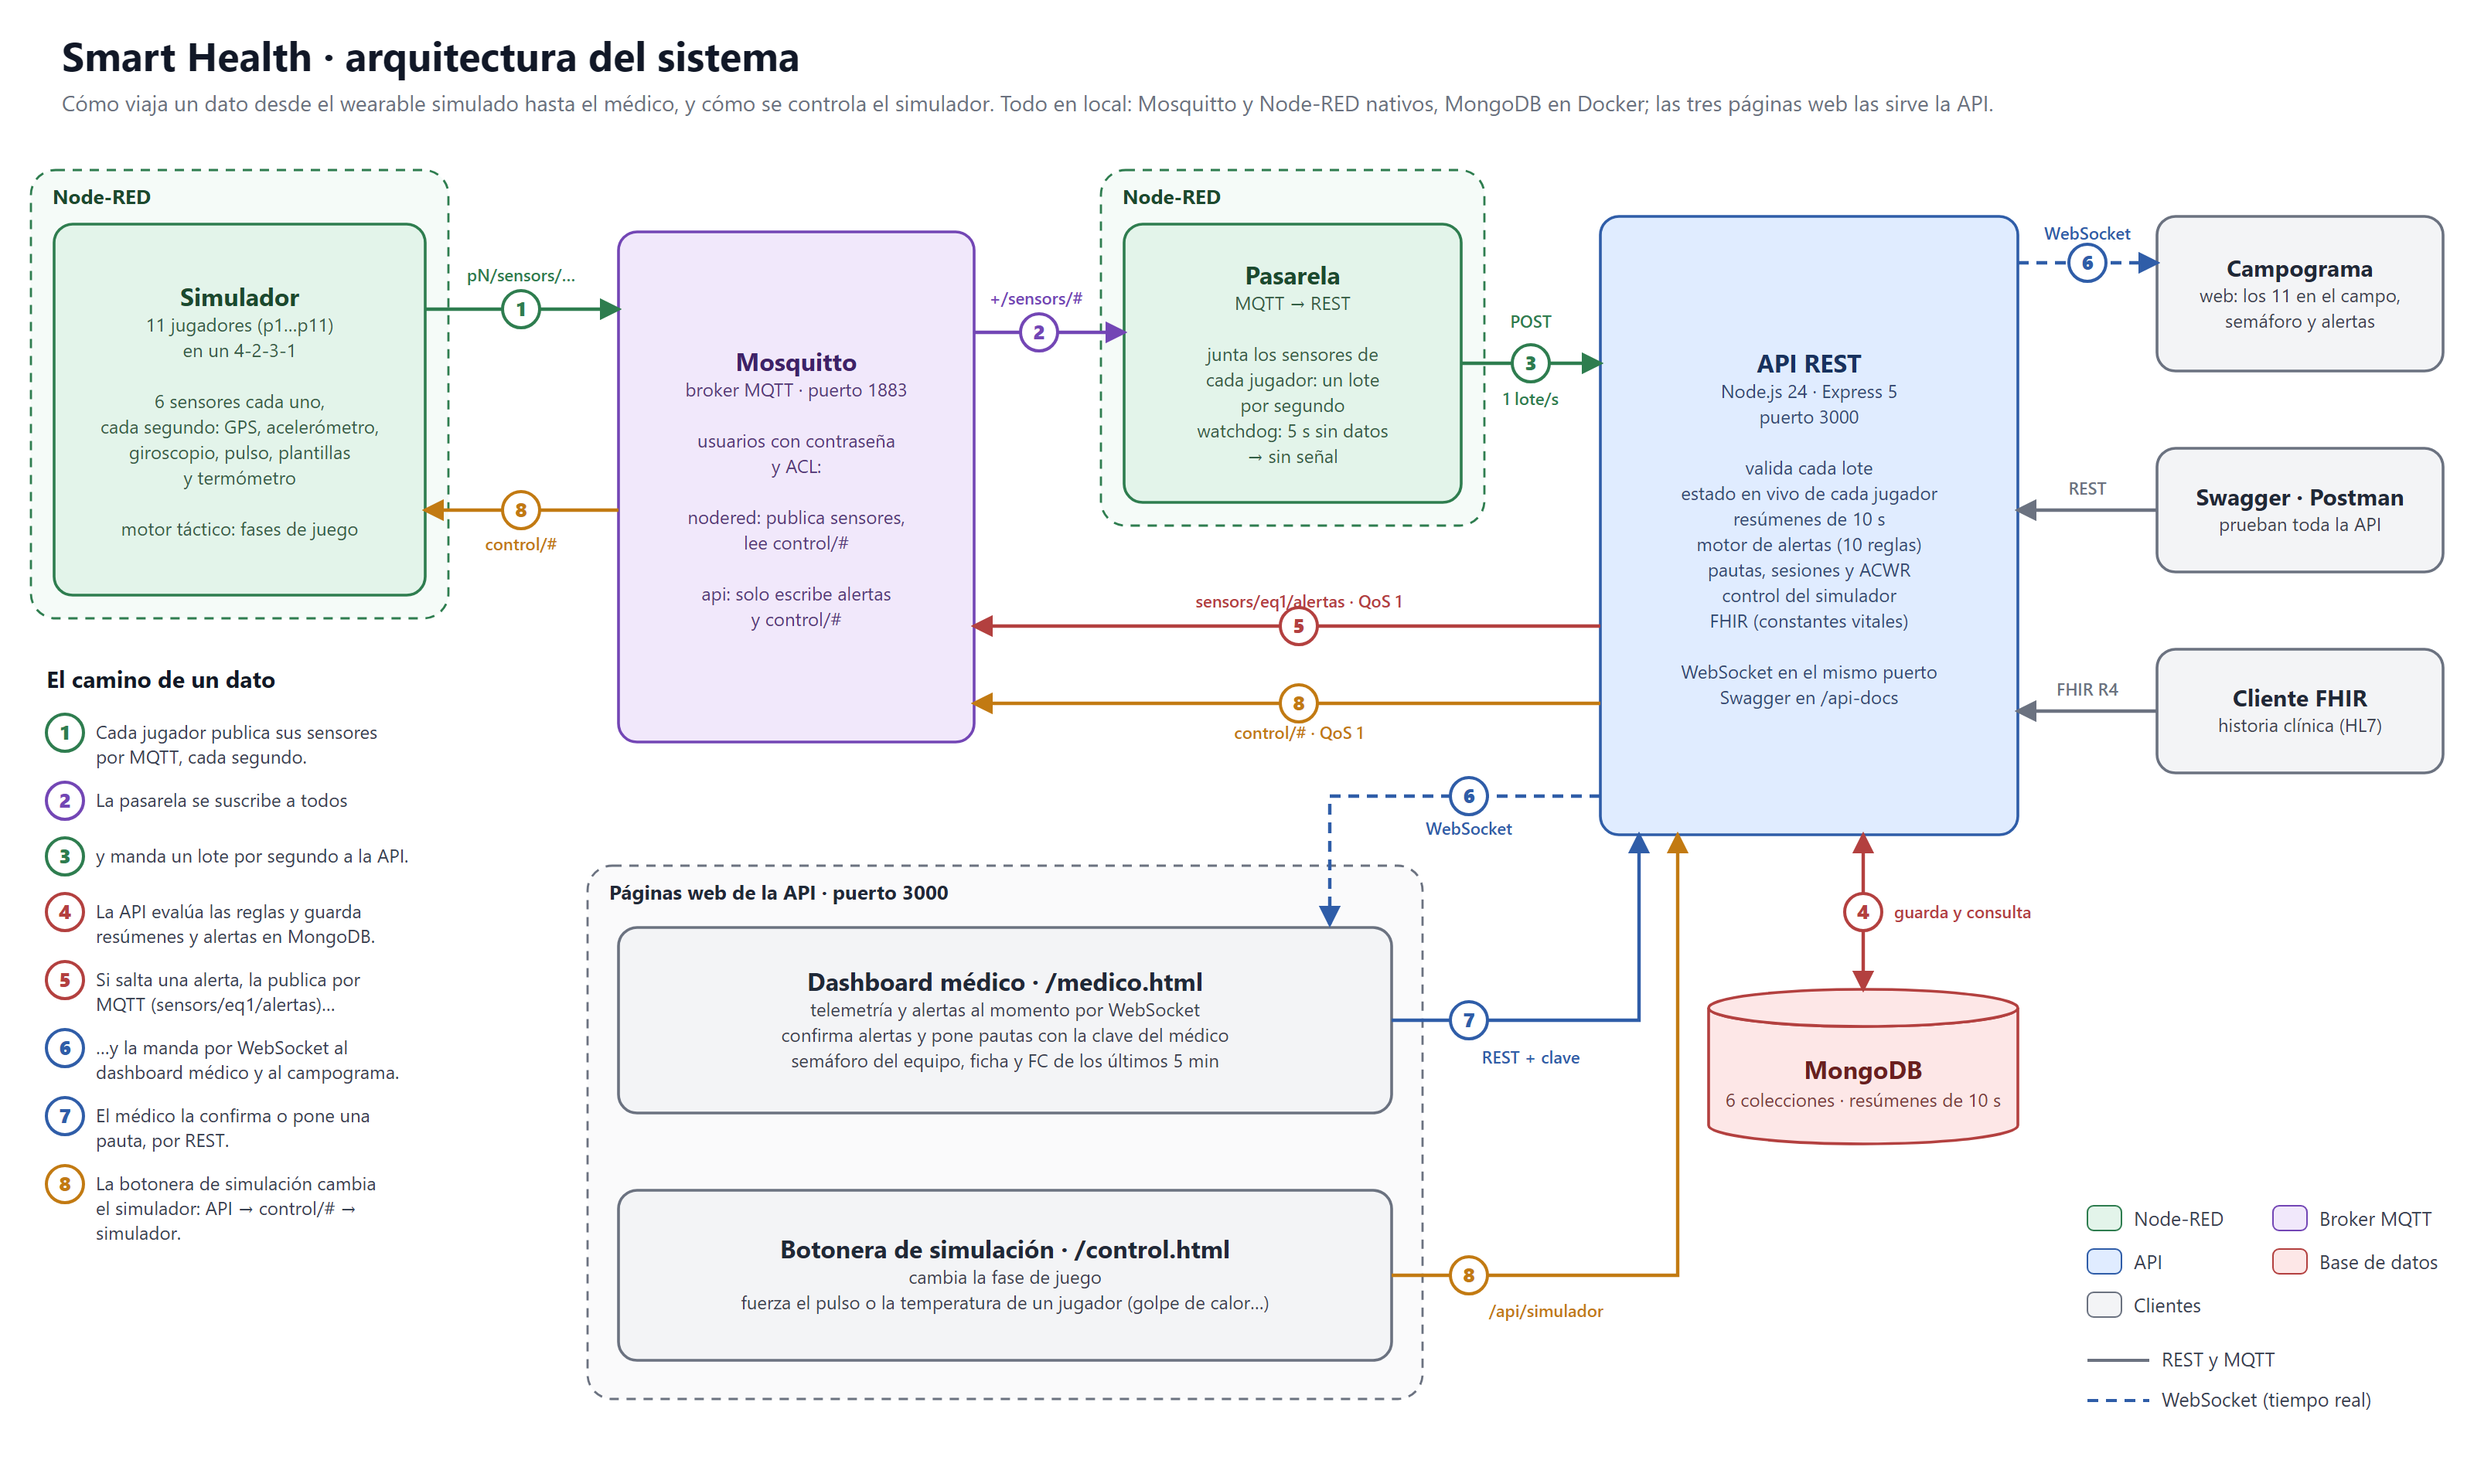 Smart Health · arquitectura del sistema
Cómo viaja un dato desde el wearable simulado hasta el médico, y cómo se controla el simulador. Todo en local: Mosquitto y Node-RED nativos, MongoDB en Docker; las tres páginas web las sirve la API.
Node-RED
Simulador
11 jugadores (p1...p11)
en un 4-2-3-1
6 sensores cada uno,
cada segundo: GPS, acelerómetro,
giroscopio, pulso, plantillas
y termómetro
motor táctico: fases de juego
pN/sensors/...
1
8
control/#
Mosquitto
broker MQTT · puerto 1883
usuarios con contraseña
y ACL:
nodered: publica sensores,
lee control/#
api: solo escribe alertas
y control/#
+/sensors/#
2
Node-RED
Pasarela
MQTT → REST
junta los sensores de
cada jugador: un lote
por segundo
watchdog: 5 s sin datos
→ sin señal
POST
3
1 lote/s
sensors/eq1/alertas · QoS 1
5
8
control/# · QoS 1
6
WebSocket
API REST
Node.js 24 · Express 5
puerto 3000
valida cada lote
estado en vivo de cada jugador
resúmenes de 10 s
motor de alertas (10 reglas)
pautas, sesiones y ACWR
control del simulador
FHIR (constantes vitales)
WebSocket en el mismo puerto
Swagger en /api-docs
WebSocket
6
Campograma
web: los 11 en el campo,
semáforo y alertas
REST
Swagger · Postman
prueban toda la API
FHIR R4
Cliente FHIR
historia clínica (HL7)
El camino de un dato
1 Cada jugador publica sus sensores
por MQTT, cada segundo.
2 La pasarela se suscribe a todos
3 y manda un lote por segundo a la API.
4 La API evalúa las reglas y guarda
resúmenes y alertas en MongoDB.
5 Si salta una alerta, la publica por
MQTT (sensors/eq1/alertas)...
6 ...y la manda por WebSocket al
dashboard médico y al campograma.
7 El médico la confirma o pone una
pauta, por REST.
8 La botonera de simulación cambia
el simulador: API → control/# →
simulador.
Páginas web de la API · puerto 3000
Dashboard médico · /medico.html
telemetría y alertas al momento por WebSocket
confirma alertas y pone pautas con la clave del médico
semáforo del equipo, ficha y FC de los últimos 5 min
7
REST + clave
Botonera de simulación · /control.html
cambia la fase de juego
fuerza el pulso o la temperatura de un jugador (golpe de calor...)
8
/api/simulador
4 guarda y consulta
MongoDB
6 colecciones · resúmenes de 10 s
Node-RED
Broker MQTT
API
Base de datos
Clientes
REST y MQTT
WebSocket (tiempo real)